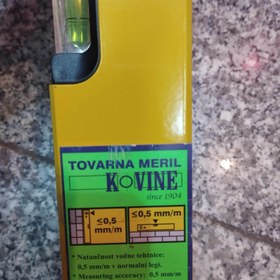 TOVARNA MERIL
KOVINE
since 1904
≤0,5
mm/m
≤0,5 mm/m
• Natančnost vodne tehtnice:
0,5 mm/m v normalni legi.
• Measuring accuracy: 0,5 mm/m